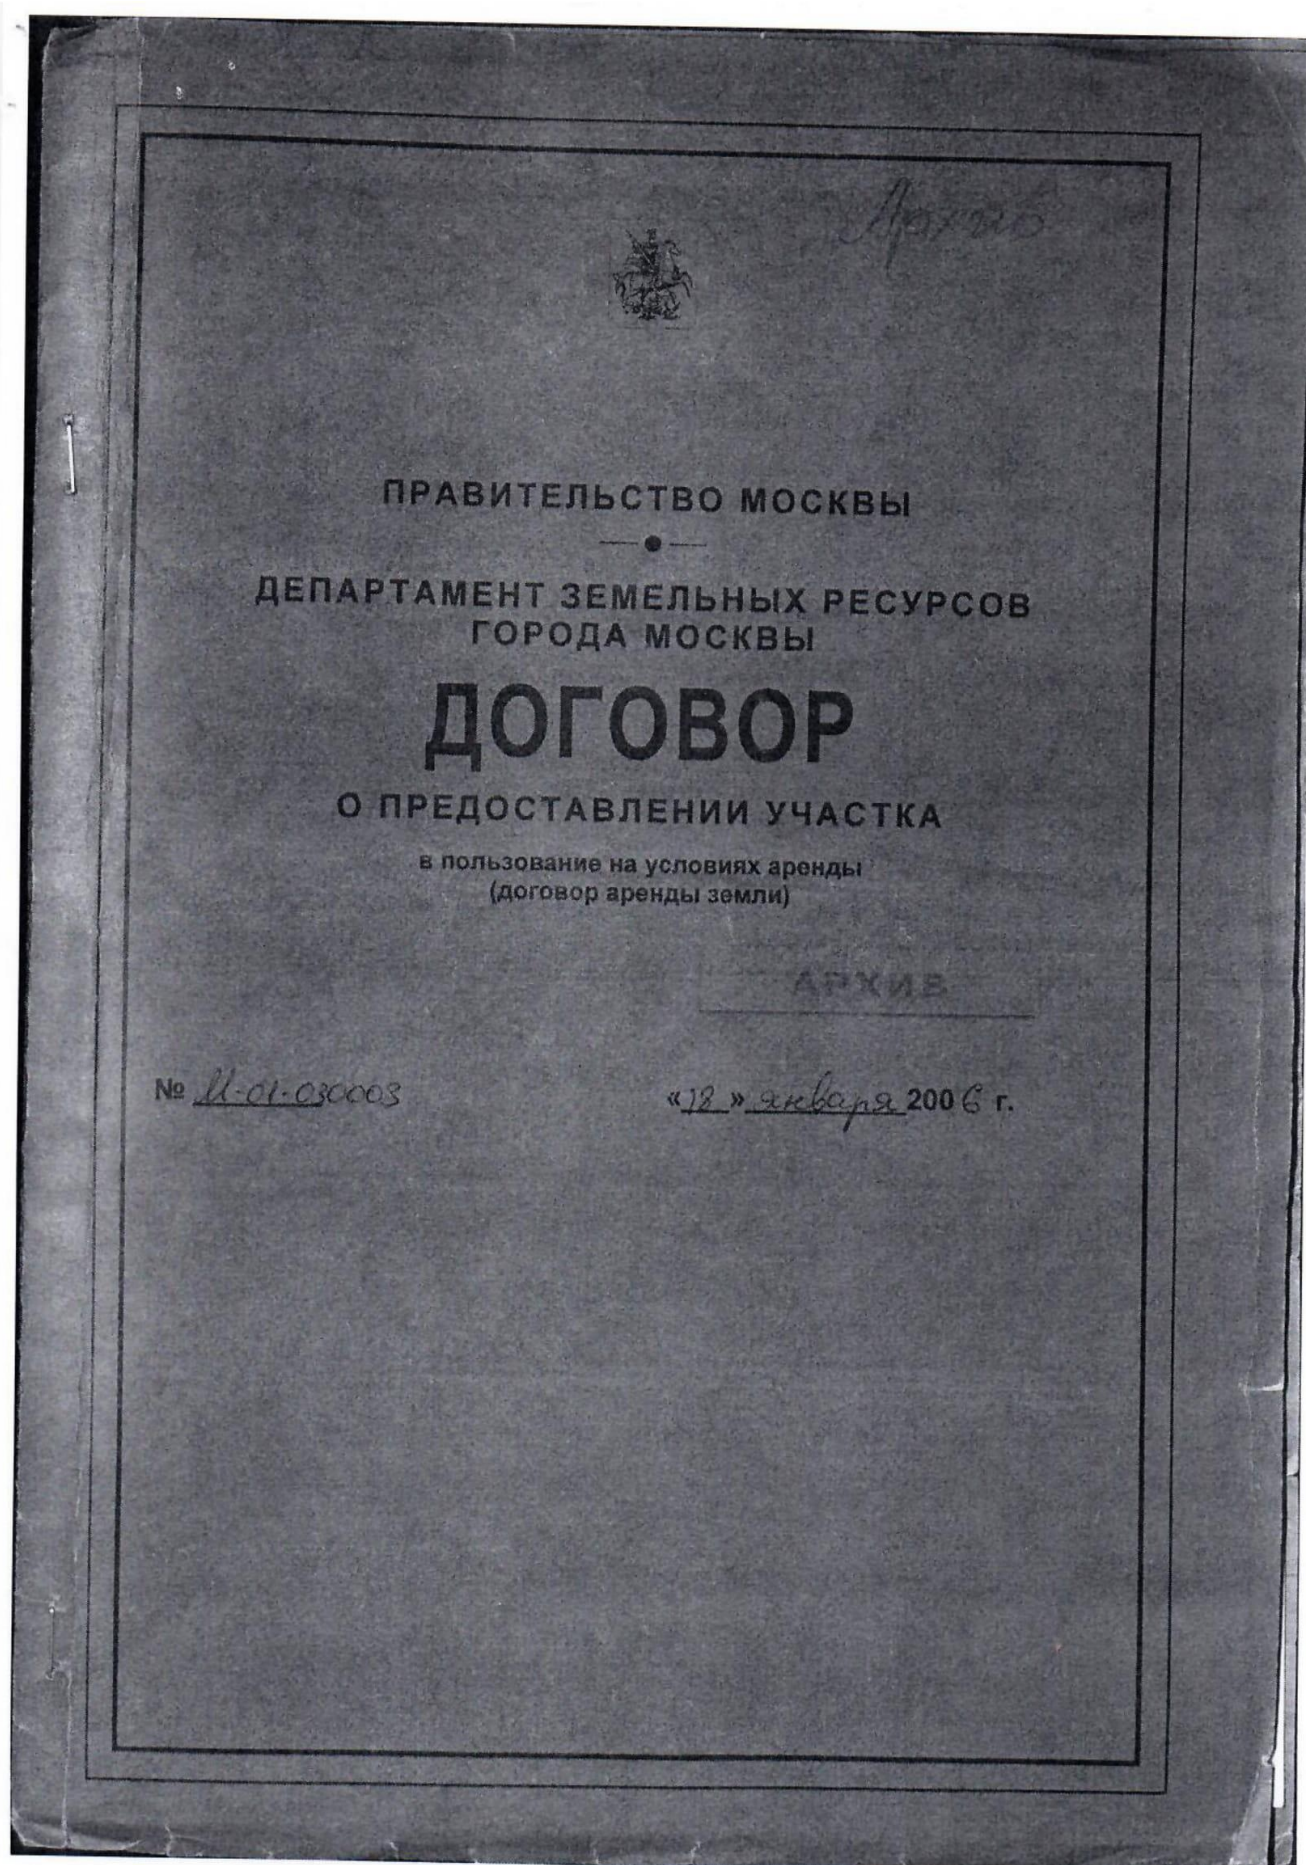 Архив
ПРАВИТЕЛЬСТВО МОСКВЫ
ДЕПАРТАМЕНТ ЗЕМЕЛЬНЫХ РЕСУРСОВ
ГОРОДА МОСКВЫ
ДОГОВОР
О ПРЕДОСТАВЛЕНИИ УЧАСТКА
в пользование на условиях аренды
(договор аренды земли)
АРХИВ
№ М-01-030003 «18» января 2006 г.